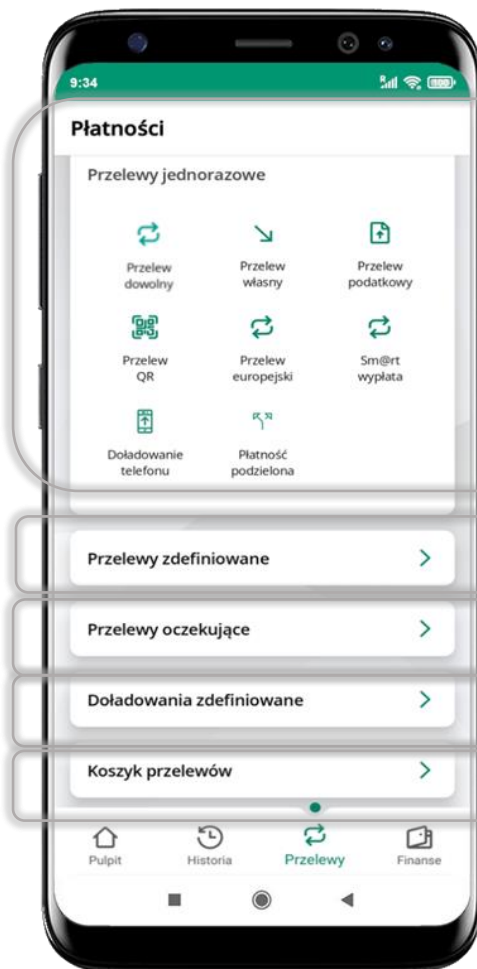 9:34
Płatności
Przelewy jednorazowe
Przelew
dowolny
Przelew
własny
Przelew
podatkowy
Przelew
QR
Przelew
europejski
Sm@rt
wypłata
Doładowanie
telefonu
Płatność
podzielona
Przelewy zdefiniowane
Przelewy oczekujące
Doładowania zdefiniowane
Koszyk przelewów
Pulpit
Historia
Przelewy
Finanse